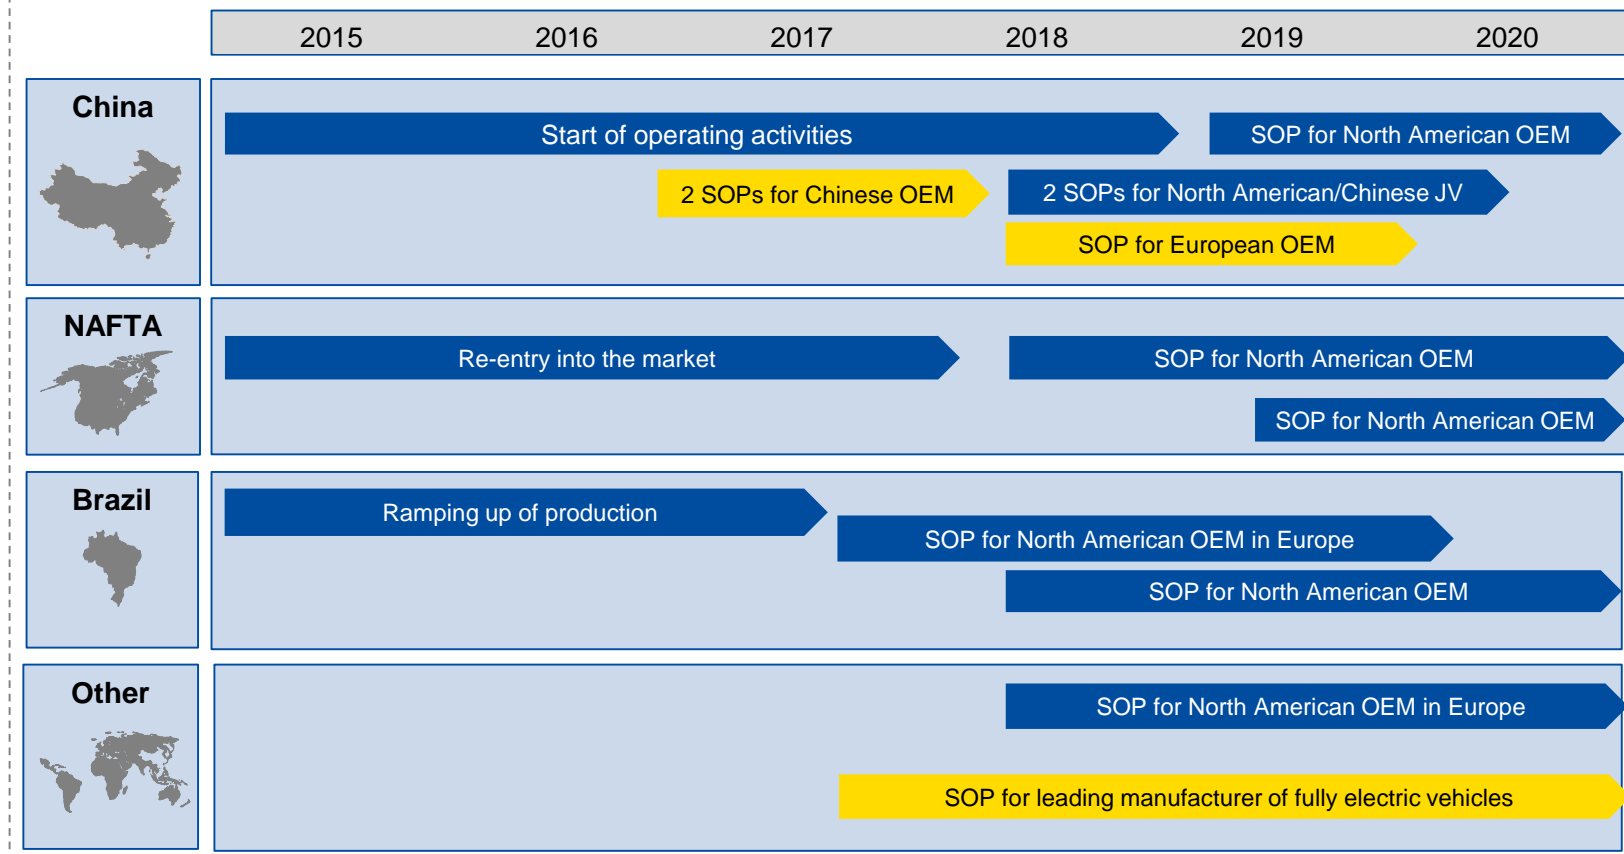 2015 2016 2017 2018 2019 2020
China
Start of operating activities
SOP for North American OEM
2 SOPs for Chinese OEM
2 SOPs for North American/Chinese JV
SOP for European OEM
NAFTA
Re-entry into the market
SOP for North American OEM
SOP for North American OEM
Brazil
Ramping up of production
SOP for North American OEM in Europe
SOP for North American OEM
Other
SOP for North American OEM in Europe
SOP for leading manufacturer of fully electric vehicles